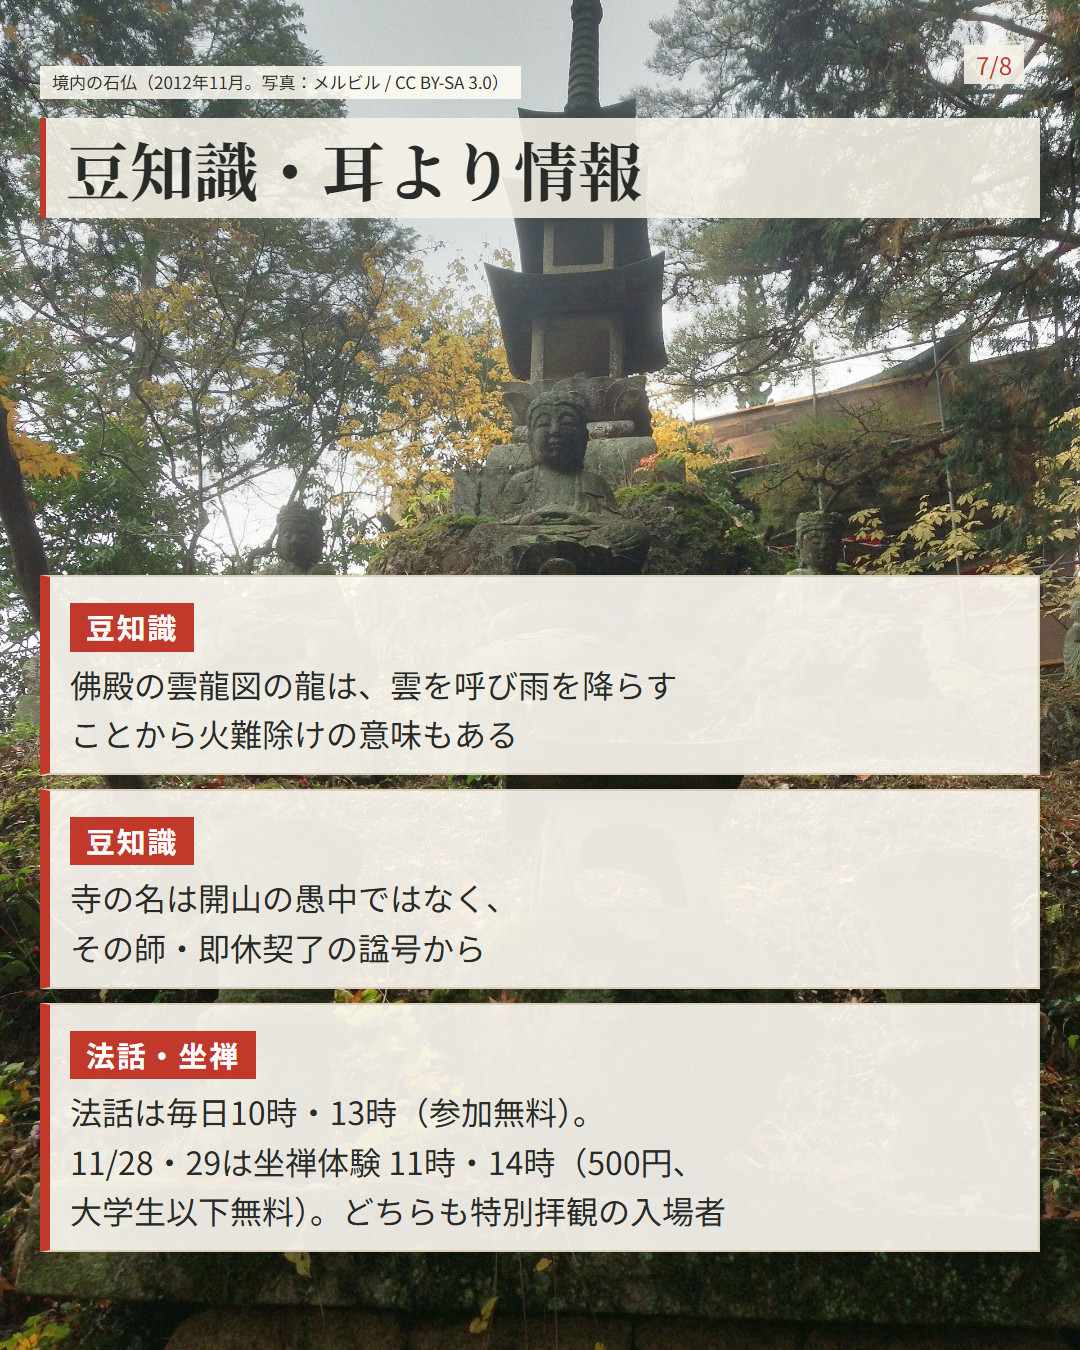 境内の石仏（2012年11月。写真：メルビル / CC BY-SA 3.0）
7/8
豆知識・耳より情報
豆知識
佛殿の雲龍図の龍は、雲を呼び雨を降らす
ことから火難除けの意味もある
豆知識
寺の名は開山の愚中ではなく、
その師・即休契了の諡号から
法話・坐禅
法話は毎日10時・13時（参加無料）。
11/28・29は坐禅体験 11時・14時（500円、
大学生以下無料）。どちらも特別拝観の入場者